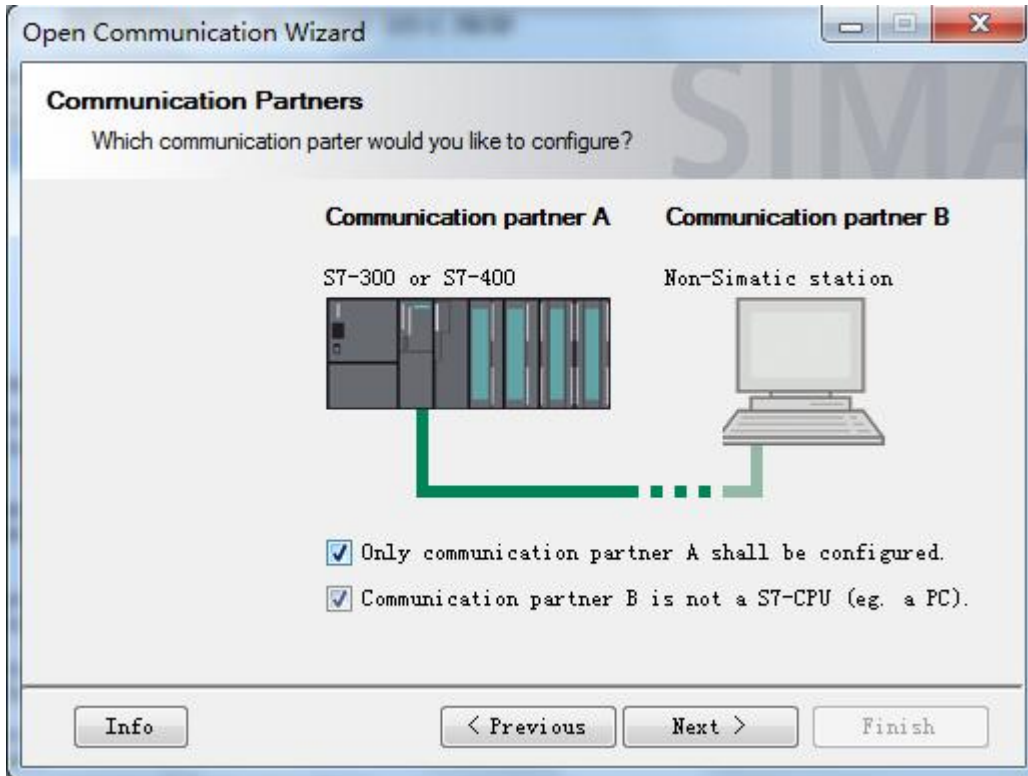 Open Communication Wizard
SIMA
Communication Partners
Which communication parter would you like to configure?
Communication partner A
Communication partner B
S7-300 or S7-400
Non-Simatic station
Only communication partner A shall be configured.
Communication partner B is not a S7-CPU (eg. a PC).
Info
< Previous
Next >
Finish